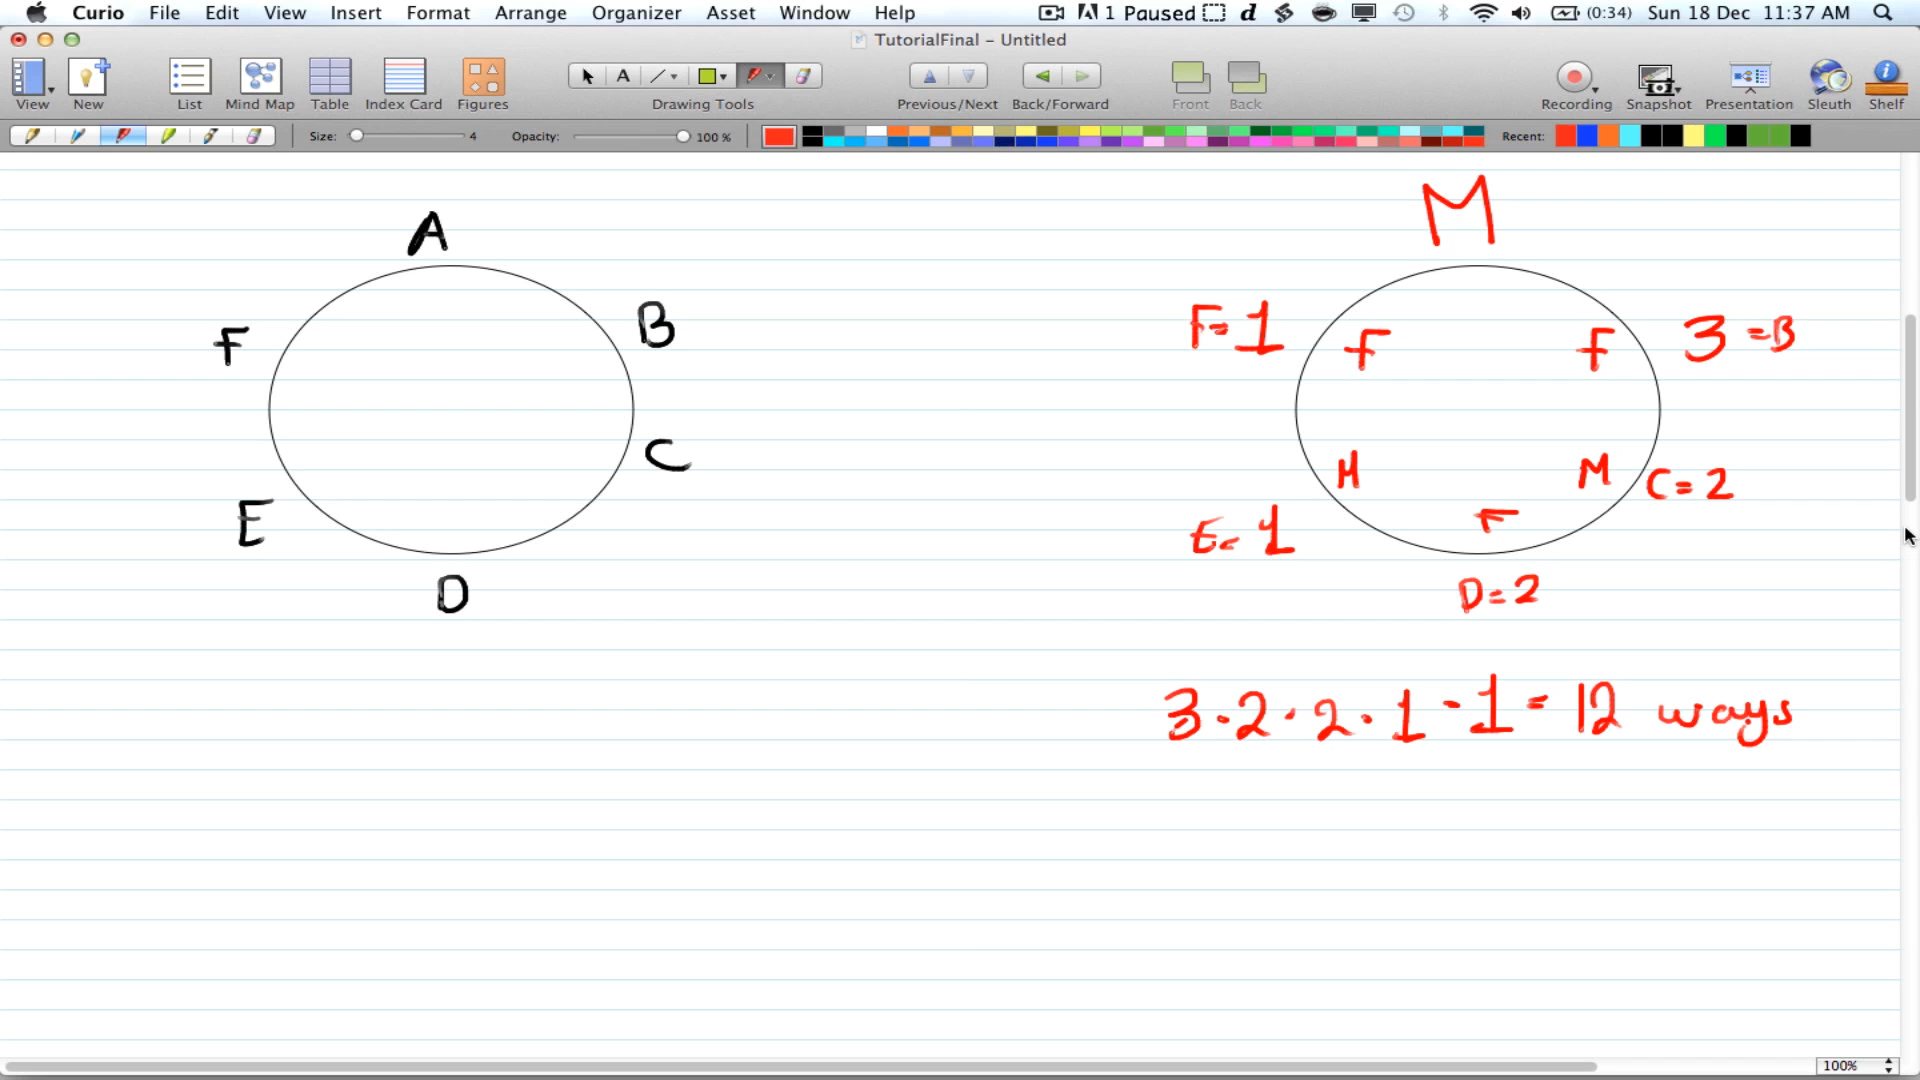 Curio File Edit View Insert Format Arrange Organizer Asset Window Help 1 Paused d (0:34) Sun 18 Dec 11:37 AM
TutorialFinal – Untitled
A
View New List Mind Map Table Index Card Figures Drawing Tools Previous/Next Back/Forward Front Back Recording Snapshot Presentation Sleuth Shelf
Size: 4 Opacity: 100 % Recent:
A
B
C
D
E
F
M
F= 1 F F 3 =B
M M C= 2
E= 1 F
D= 2
3 · 2 · 2 · 1 · 1 = 12 ways
100%